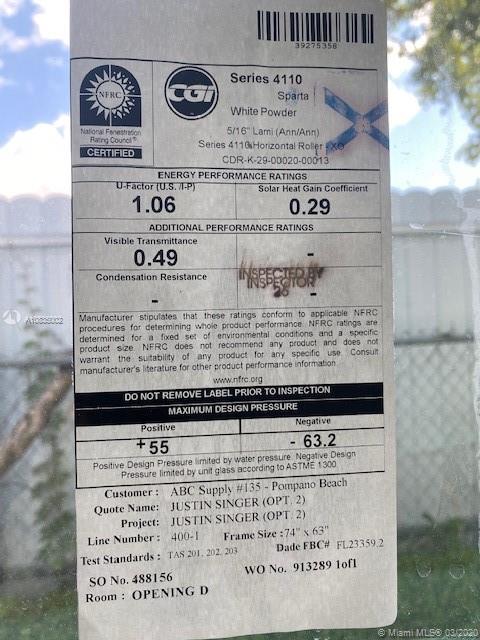 39275358
NFRC
National Fenestration
Rating Council®
CERTIFIED
CGI
Series 4110
Sparta
White Powder
5/16" Lami (Ann/Ann)
Series 4110 Horizontal Roller - XO
CDR-K-29-00020-00013
ENERGY PERFORMANCE RATINGS
U-Factor (U.S. /I-P)
1.06
Solar Heat Gain Coefficient
0.29
ADDITIONAL PERFORMANCE RATINGS
Visible Transmittance
0.49
-
Condensation Resistance
-
INSPECTED BY
INSPECTOR
26
-
Manufacturer stipulates that these ratings conform to applicable NFRC
procedures for determining whole product performance. NFRC ratings are
determined for a fixed set of environmental conditions and a specific
product size. NFRC does not recommend any product and does not
warrant the suitability of any product for any specific use. Consult
manufacturer's literature for other product performance information.
www.nfrc.org
DO NOT REMOVE LABEL PRIOR TO INSPECTION
MAXIMUM DESIGN PRESSURE
Positive
+55
Negative
- 63.2
Positive Design Pressure limited by water pressure. Negative Design
Pressure limited by unit glass according to ASTME 1300
Customer : ABC Supply #135 - Pompano Beach
Quote Name: JUSTIN SINGER (OPT. 2)
Project: JUSTIN SINGER (OPT. 2)
Line Number : 400-1 Frame Size : 74" x 63"
Test Standards : TAS 201, 202, 203 Dade FBC# FL23359.2
SO No. 488156 WO No. 913289 1of1
Room : OPENING D
Miami MLS® 03/2020